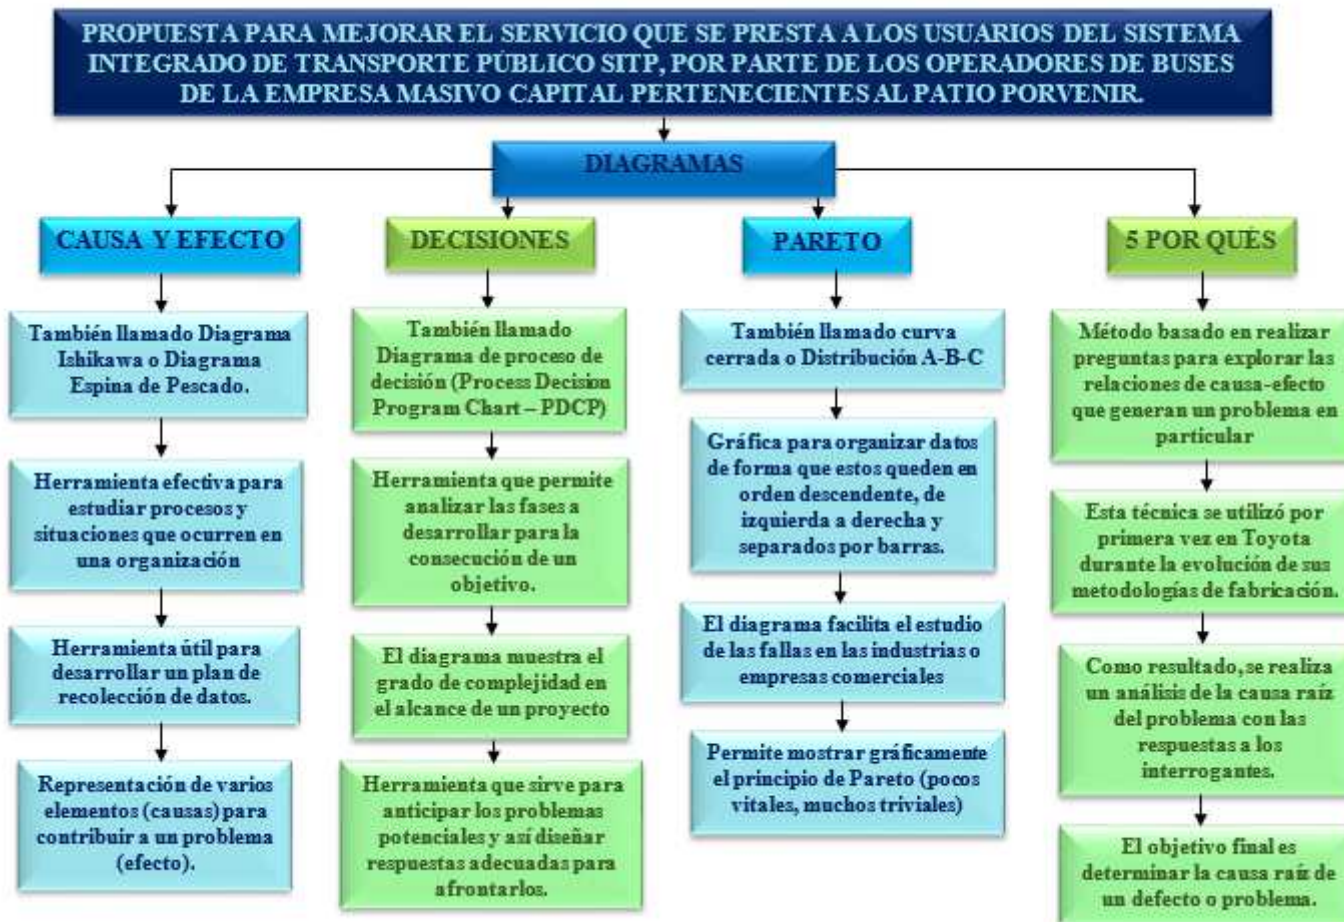 PROPUESTA PARA MEJORAR EL SERVICIO QUE SE PRESTA A LOS USUARIOS DEL SISTEMA
INTEGRADO DE TRANSPORTE PÚBLICO SITP, POR PARTE DE LOS OPERADORES DE BUSES
DE LA EMPRESA MASIVO CAPITAL PERTENECIENTES AL PATIO PORVENIR.
DIAGRAMAS
CAUSA Y EFECTO
También llamado Diagrama
Ishikawa o Diagrama
Espina de Pescado.
Herramienta efectiva para
estudiar procesos y
situaciones que ocurren en
una organización
Herramienta útil para
desarrollar un plan de
recolección de datos.
Representación de varios
elementos (causas) para
contribuir a un problema
(efecto).
DECISIONES
También llamado
Diagrama de proceso de
decisión (Process Decision
Program Chart – PDCP)
Herramienta que permite
analizar las fases a
desarrollar para la
consecución de un
objetivo.
El diagrama muestra el
grado de complejidad en
el alcance de un proyecto
Herramienta que sirve para
anticipar los problemas
potenciales y así diseñar
respuestas adecuadas para
afrontarlos.
PARETO
También llamado curva
cerrada o Distribución A-B-C
Gráfica para organizar datos
de forma que estos queden en
orden descendente, de
izquierda a derecha y
separados por barras.
El diagrama facilita el estudio
de las fallas en las industrias o
empresas comerciales
Permite mostrar gráficamente
el principio de Pareto (pocos
vitales, muchos triviales)
5 POR QUÉS
Método basado en realizar
preguntas para explorar las
relaciones de causa-efecto
que generan un problema en
particular
Esta técnica se utilizó por
primera vez en Toyota
durante la evolución de sus
metodologías de fabricación.
Como resultado, se realiza
un análisis de la causa raíz
del problema con las
respuestas a los
interrogantes.
El objetivo final es
determinar la causa raíz de
un defecto o problema.